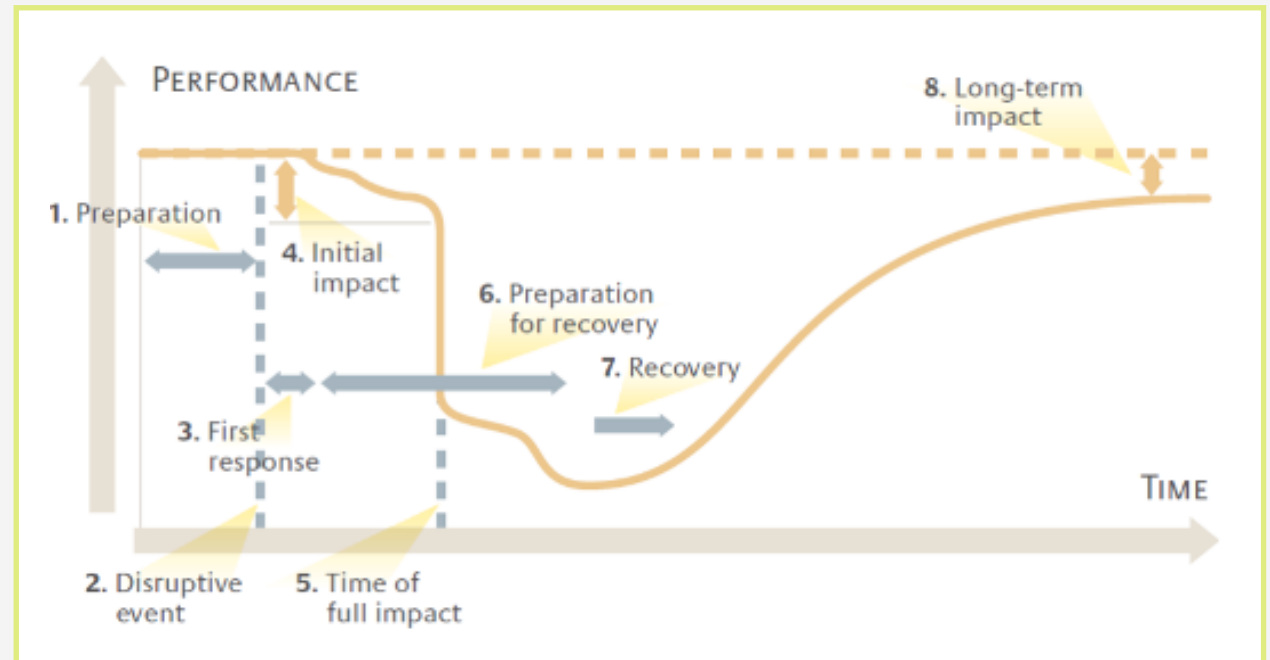 PERFORMANCE
8. Long-term
impact
1. Preparation
4. Initial
impact
6. Preparation
for recovery
7. Recovery
3. First
response
TIME
2. Disruptive
event
5. Time of
full impact